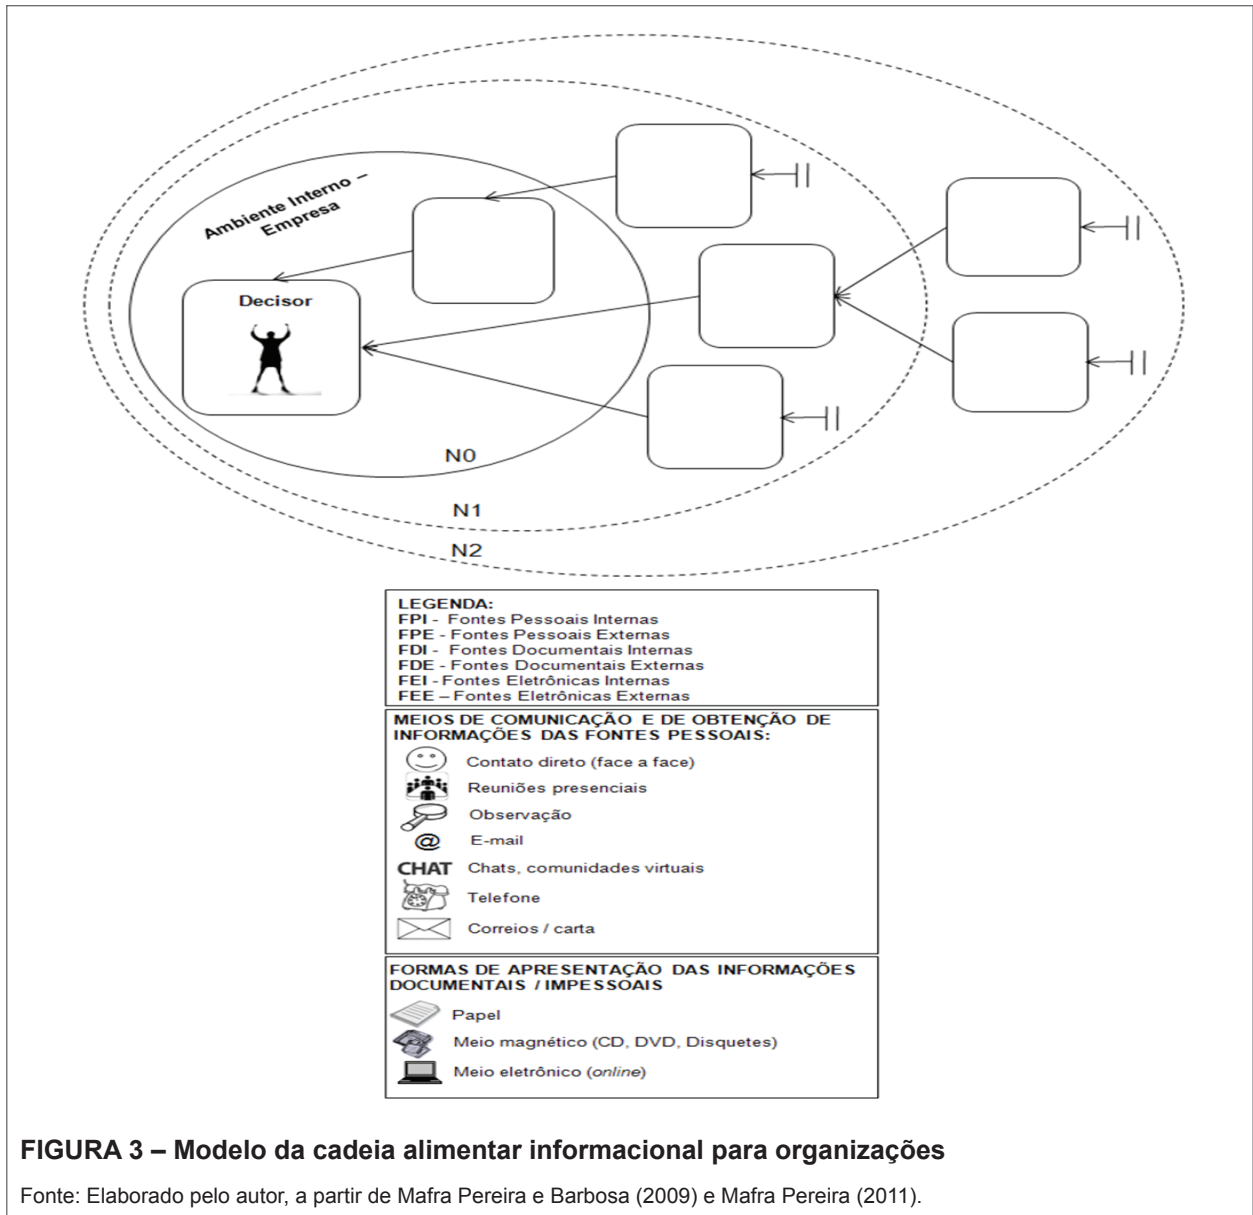 Ambiente Interno –
Empresa
Decisor
N0
N1
N2
LEGENDA:
FPI - Fontes Pessoais Internas
FPE - Fontes Pessoais Externas
FDI - Fontes Documentais Internas
FDE - Fontes Documentais Externas
FEI - Fontes Eletrônicas Internas
FEE – Fontes Eletrônicas Externas
MEIOS DE COMUNICAÇÃO E DE OBTENÇÃO DE
INFORMAÇÕES DAS FONTES PESSOAIS:
Contato direto (face a face)
Reuniões presenciais
Observação
@ E-mail
CHAT Chats, comunidades virtuais
Telefone
Correios / carta
FORMAS DE APRESENTAÇÃO DAS INFORMAÇÕES
DOCUMENTAIS / IMPESSOAIS
Papel
Meio magnético (CD, DVD, Disquetes)
Meio eletrônico (online)
FIGURA 3 – Modelo da cadeia alimentar informacional para organizações
Fonte: Elaborado pelo autor, a partir de Mafra Pereira e Barbosa (2009) e Mafra Pereira (2011).